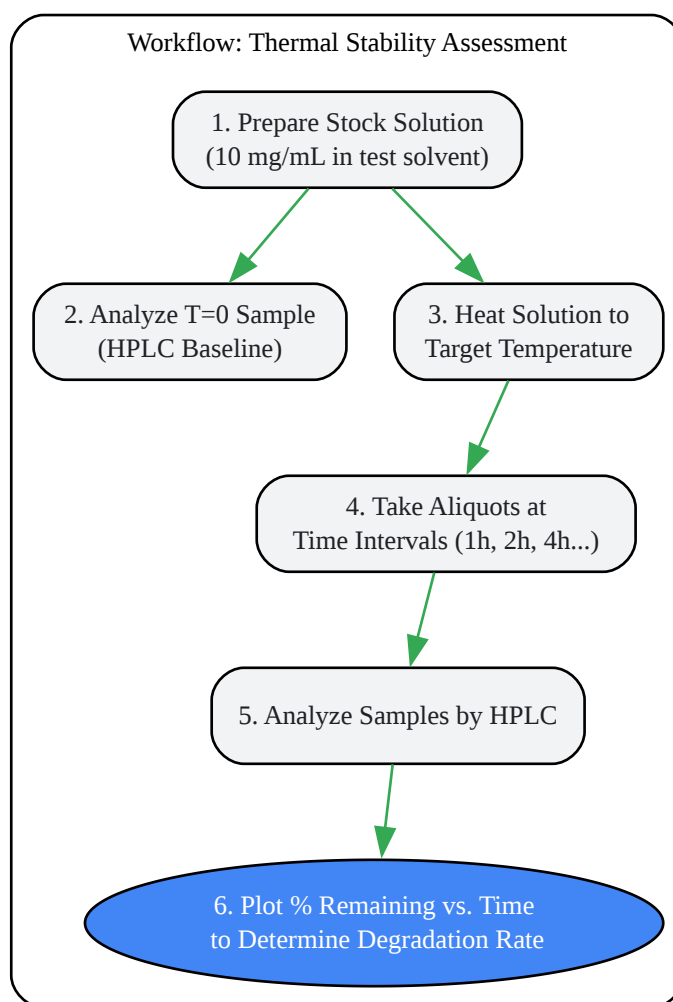 Workflow: Thermal Stability Assessment
1. Prepare Stock Solution
(10 mg/mL in test solvent)
2. Analyze T=0 Sample
(HPLC Baseline)
3. Heat Solution to
Target Temperature
4. Take Aliquots at
Time Intervals (1h, 2h, 4h...)
5. Analyze Samples by HPLC
6. Plot % Remaining vs. Time
to Determine Degradation Rate